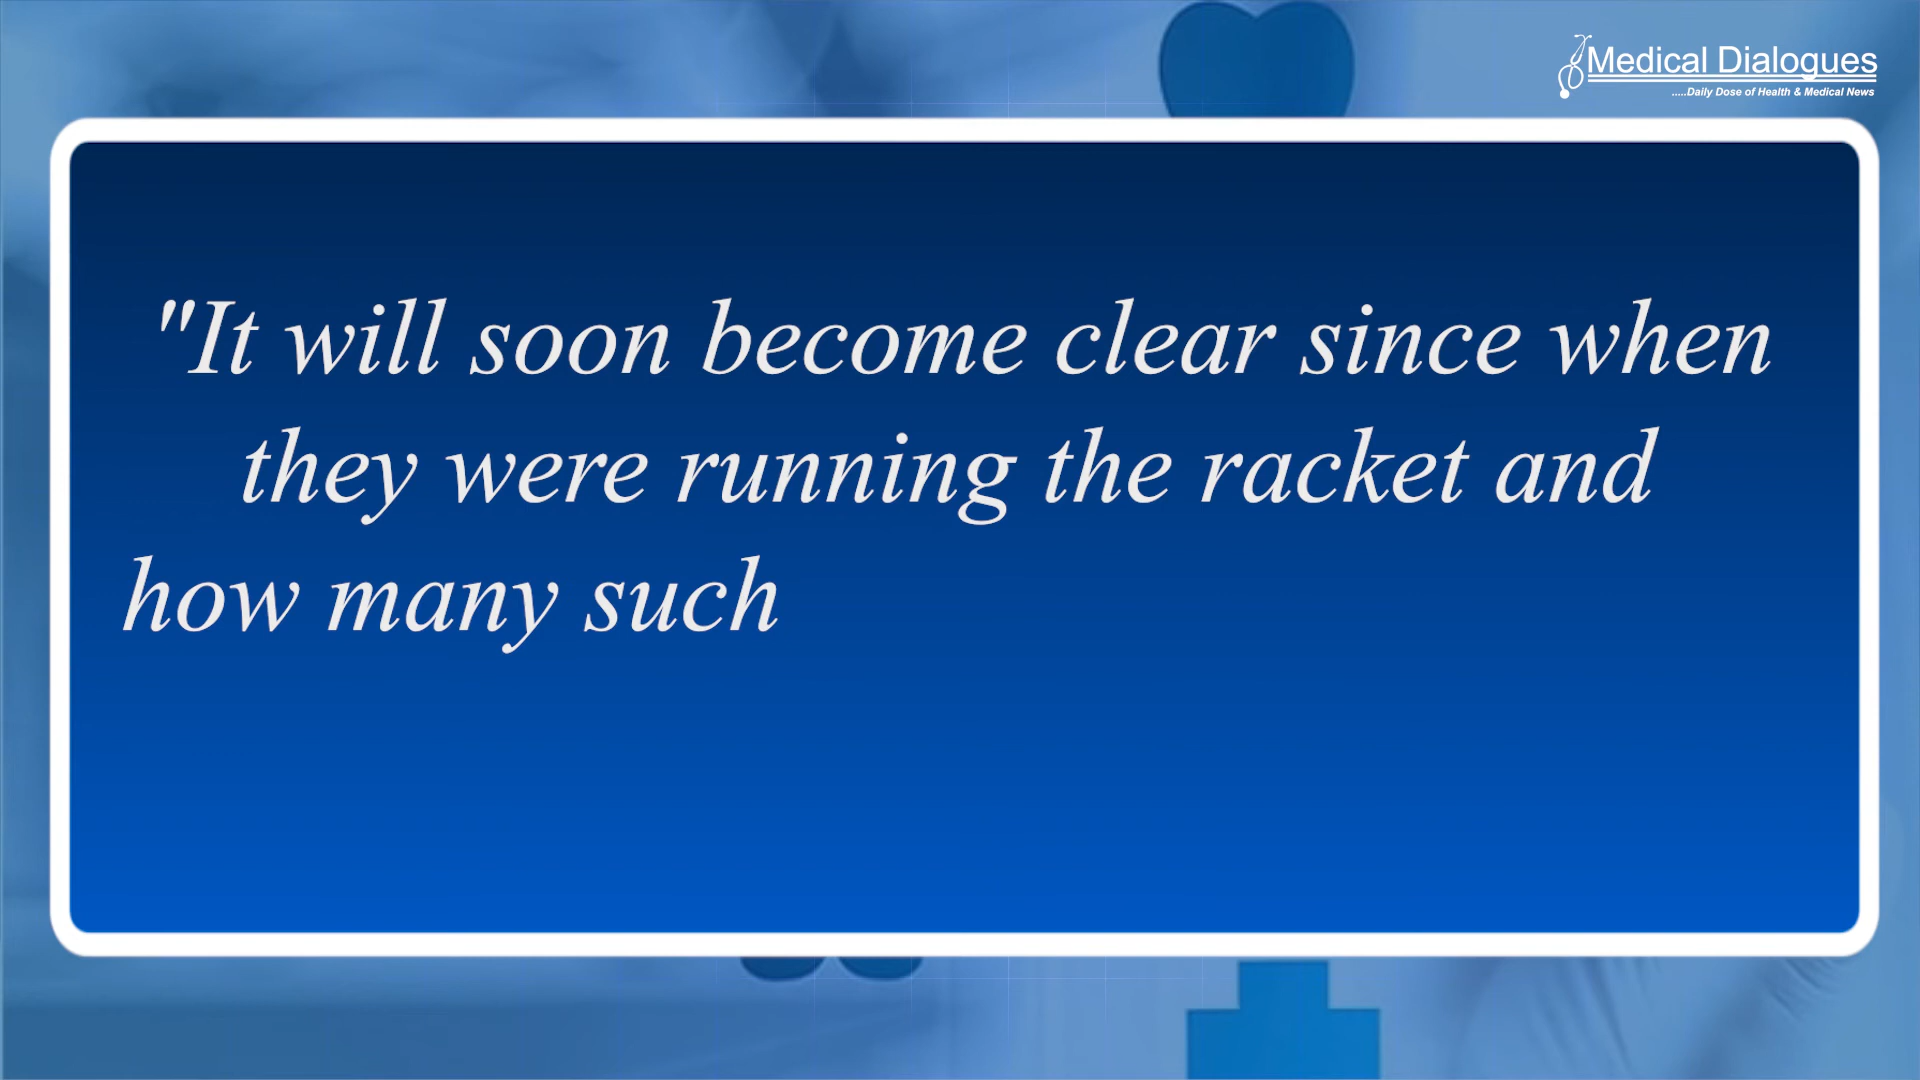 Medical Dialogues
.....Daily Dose of Health & Medical News
"It will soon become clear since when
they were running the racket and
how many such